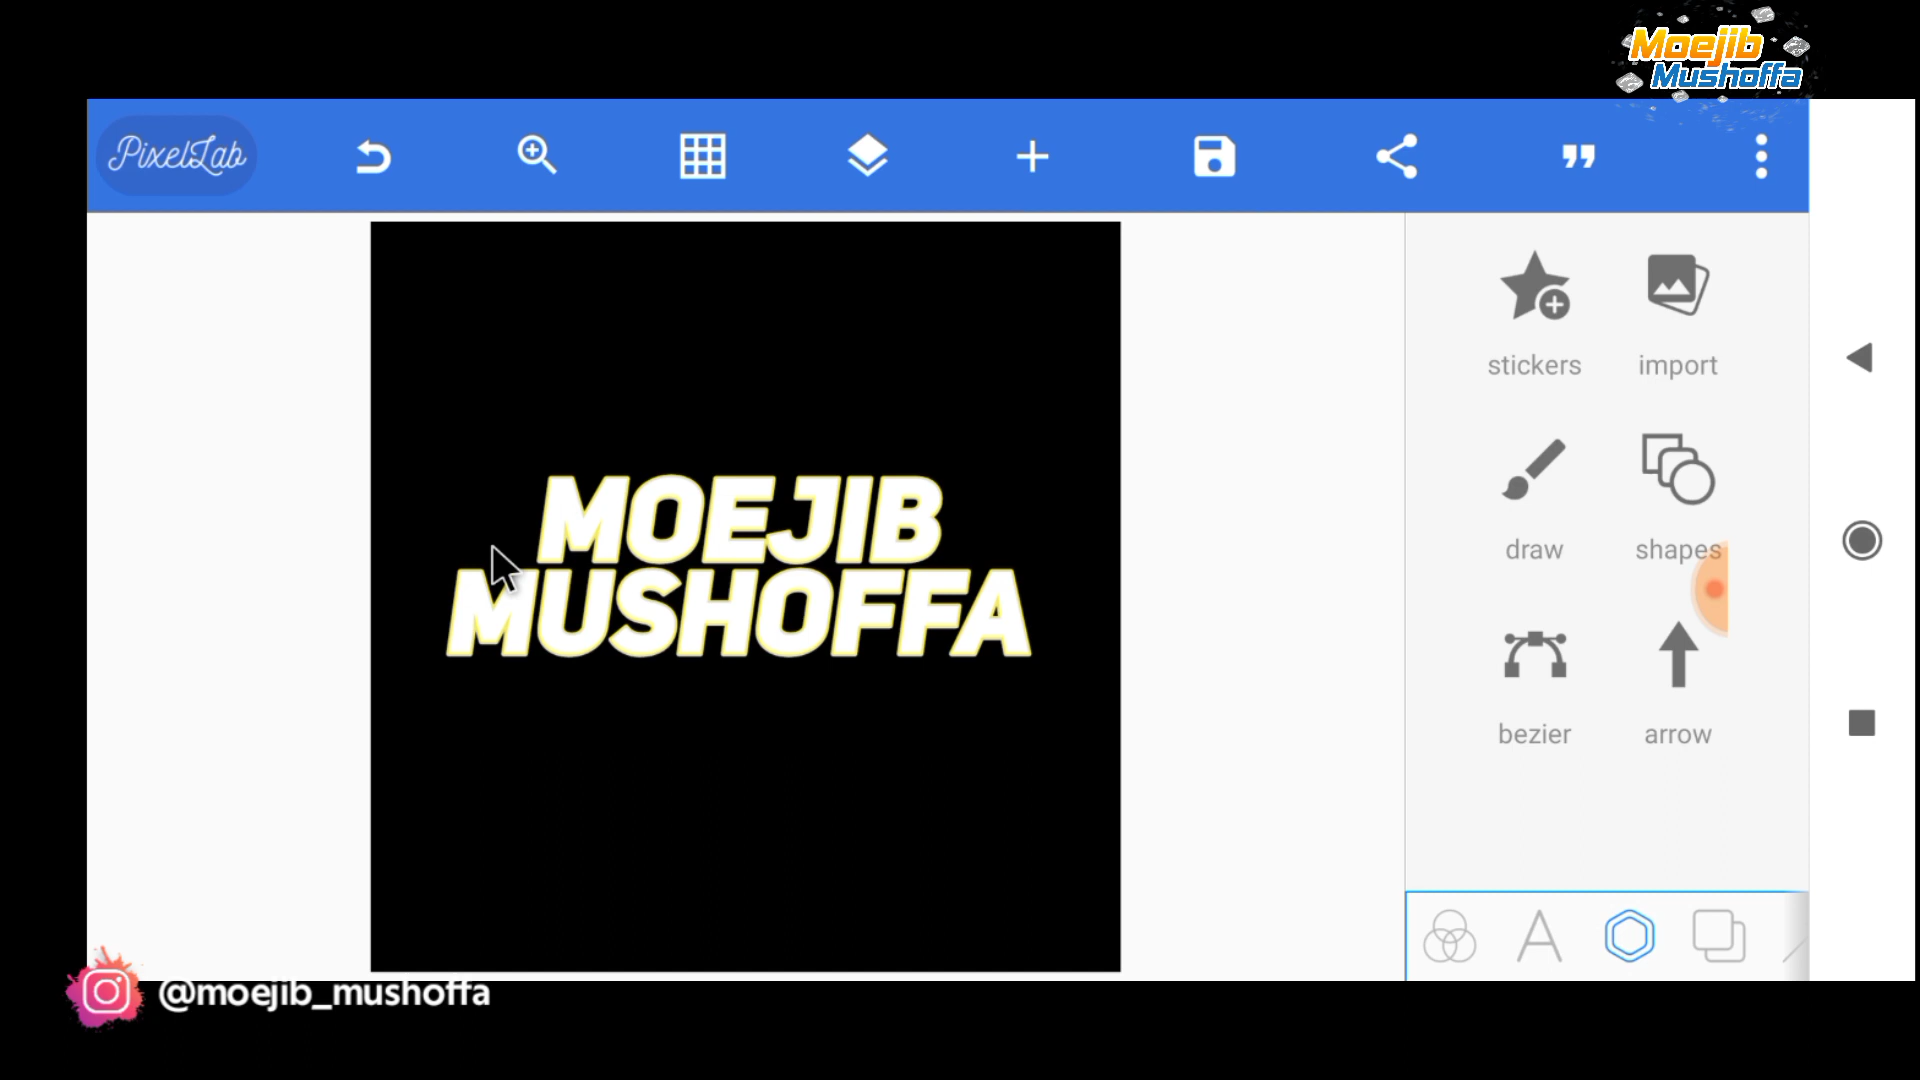 Moejib
Mushoffa
PixelLab
stickers
import
draw
shapes
bezier
arrow
MOEJIB
MUSHOFFA
@moejib_mushoffa